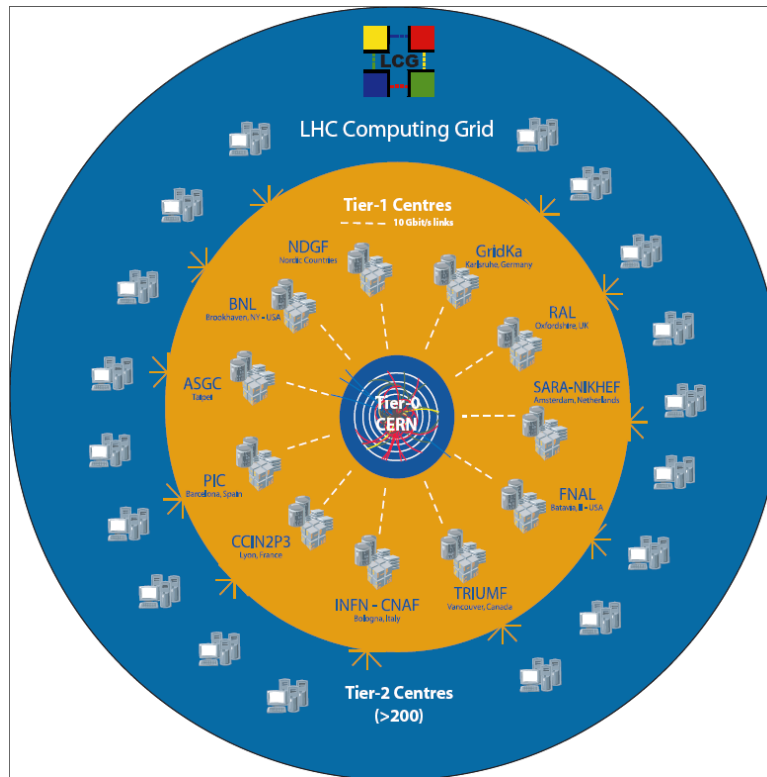 LCG
LHC Computing Grid
Tier-1 Centres
10 Gbit/s links
NDGF
Nordic Countries
GridKa
Karlsruhe, Germany
BNL
Brookhaven, NY - USA
RAL
Oxfordshire, UK
ASGC
Taipei
Tier-0
CERN
SARA-NIKHEF
Amsterdam, Netherlands
PIC
Barcellona, Spain
FNAL
Batavia, Ill - USA
CCIN2P3
Lyon, France
INFN - CNAF
Bologna, Italy
TRIUMF
Vancouver, Canada
Tier-2 Centres
(>200)